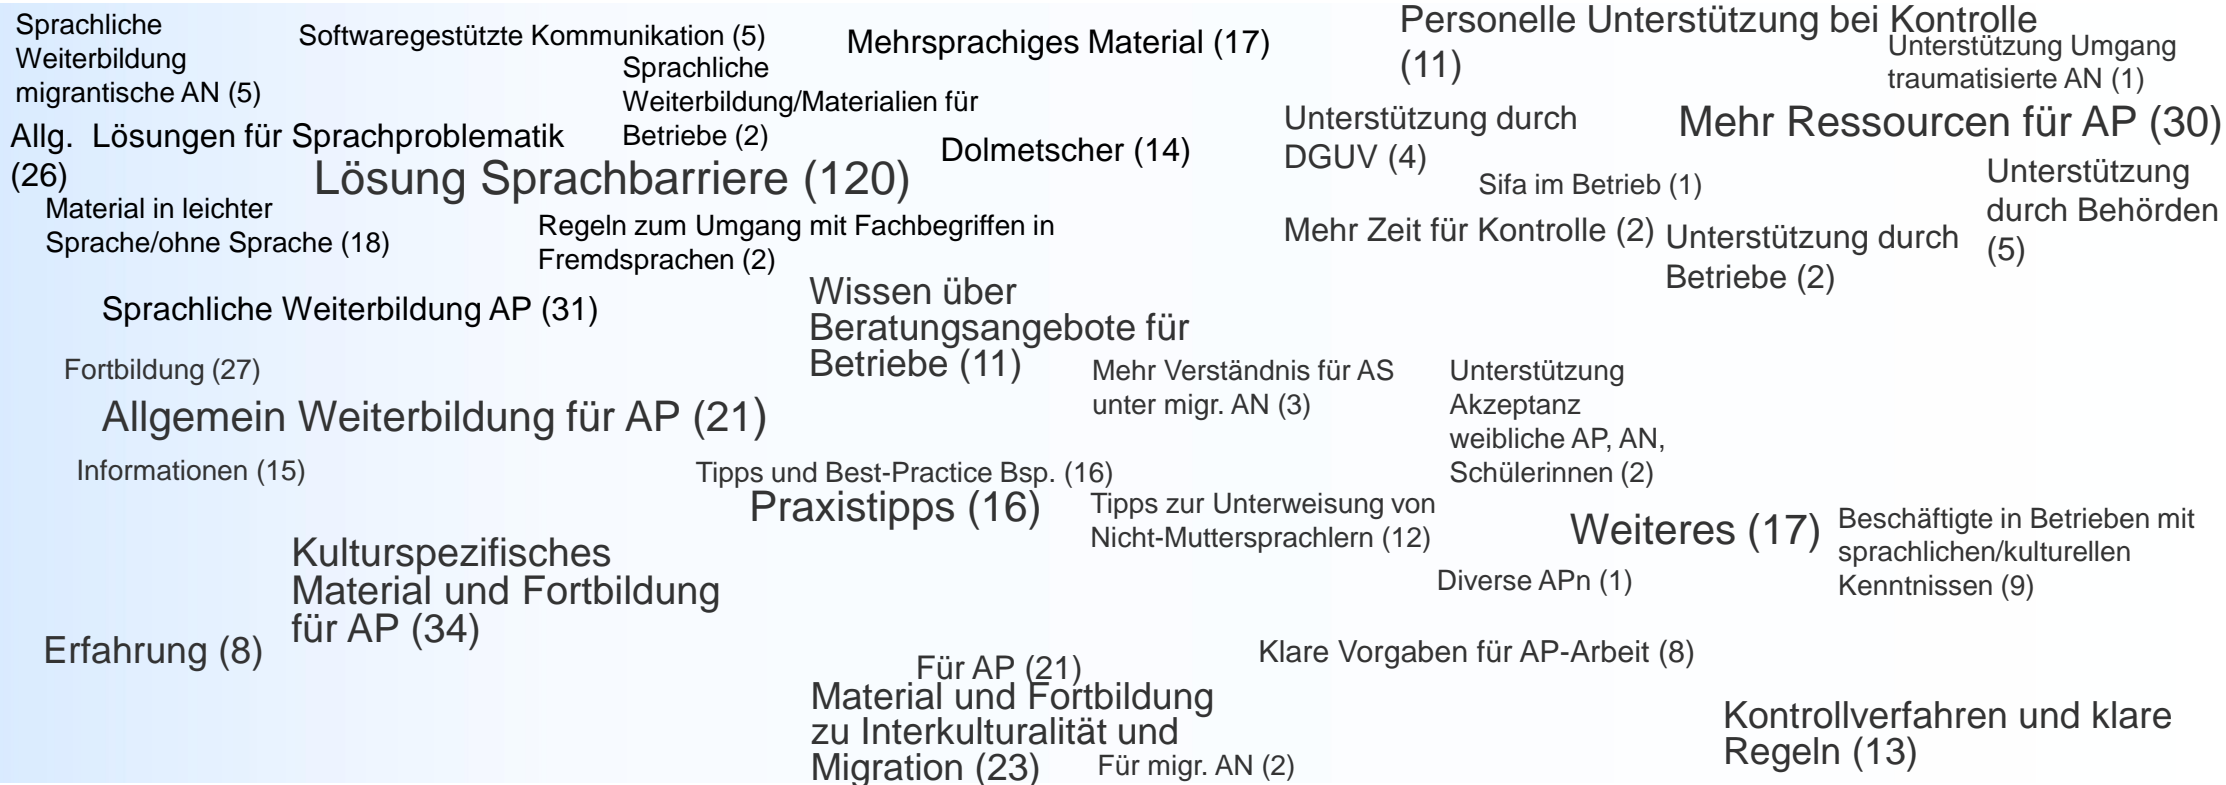 Sprachliche
Weiterbildung
migrantische AN (5)
Softwaregestützte Kommunikation (5)
Sprachliche
Weiterbildung/Materialien für
Betriebe (2)
Mehrsprachiges Material (17)
Personelle Unterstützung bei Kontrolle
(11)
Unterstützung Umgang
traumatisierte AN (1)
Allg.  Lösungen für Sprachproblematik
(26)
Lösung Sprachbarriere (120)
Dolmetscher (14)
Unterstützung durch
DGUV (4)
Mehr Ressourcen für AP (30)
Sifa im Betrieb (1)
Unterstützung
durch Behörden
(5)
Material in leichter
Sprache/ohne Sprache (18)
Regeln zum Umgang mit Fachbegriffen in
Fremdsprachen (2)
Mehr Zeit für Kontrolle (2)
Unterstützung durch
Betriebe (2)
Sprachliche Weiterbildung AP (31)
Wissen über
Beratungsangebote für
Betriebe (11)
Fortbildung (27)
Mehr Verständnis für AS
unter migr. AN (3)
Unterstützung
Akzeptanz
weibliche AP, AN,
Schülerinnen (2)
Allgemein Weiterbildung für AP (21)
Informationen (15)
Tipps und Best-Practice Bsp. (16)
Praxistipps (16)
Tipps zur Unterweisung von
Nicht-Muttersprachlern (12)
Weiteres (17)
Beschäftigte in Betrieben mit
sprachlichen/kulturellen
Kenntnissen (9)
Kulturspezifisches
Material und Fortbildung
für AP (34)
Diverse APn (1)
Erfahrung (8)
Für AP (21)
Klare Vorgaben für AP-Arbeit (8)
Material und Fortbildung
zu Interkulturalität und
Migration (23)
Für migr. AN (2)
Kontrollverfahren und klare
Regeln (13)